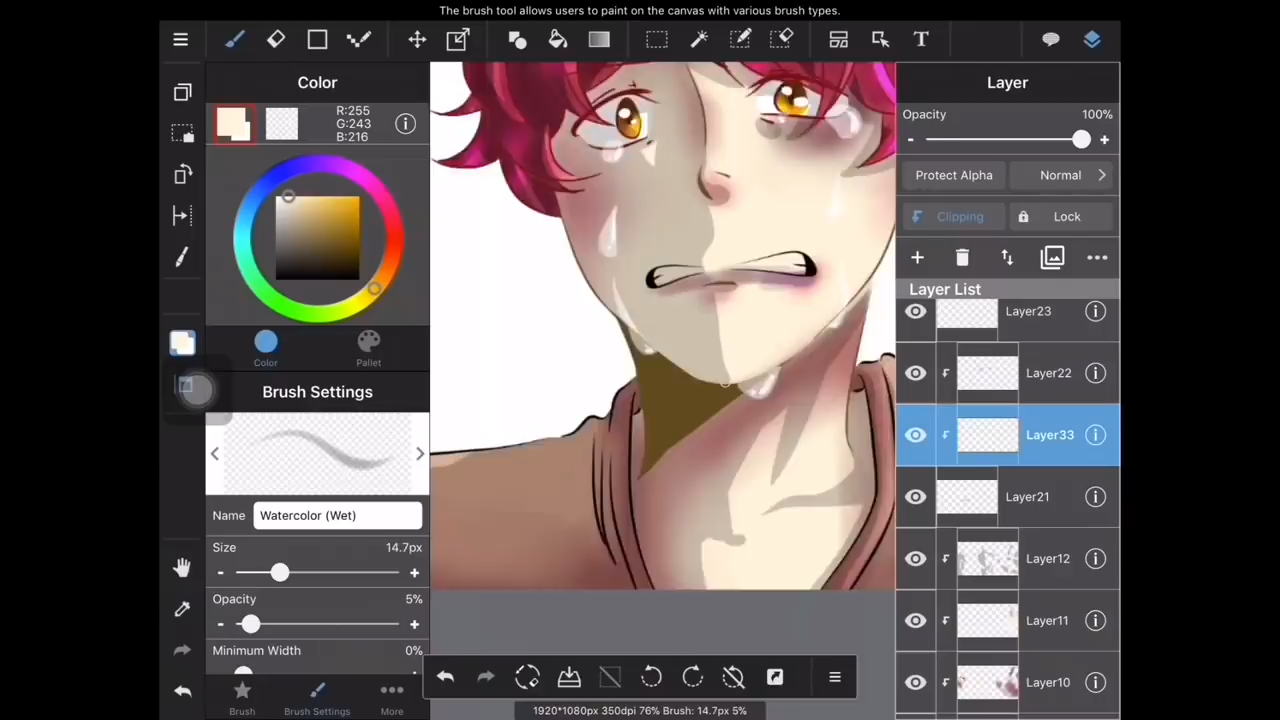 The brush tool allows users to paint on the canvas with various brush types.
T
Color
R:255
G:243
B:216
Color
Pallet
Brush Settings
Name
Watercolor (Wet)
Size
14.7px
-
+
Opacity
5%
-
+
Minimum Width
0%
Brush
Brush Settings
More
Layer
Opacity
100%
-
+
Protect Alpha
Normal
Clipping
Lock
Layer List
Layer23
Layer22
Layer33
Layer21
Layer12
Layer11
Layer10
1920*1080px 350dpi 76% Brush: 14.7px 5%